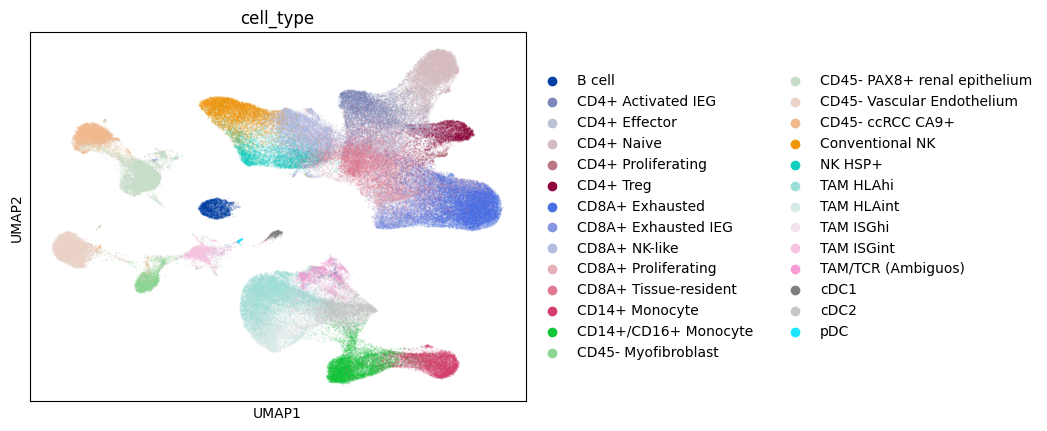 cell_type
UMAP2
UMAP1
B cell
CD4+ Activated IEG
CD4+ Effector
CD4+ Naive
CD4+ Proliferating
CD4+ Treg
CD8A+ Exhausted
CD8A+ Exhausted IEG
CD8A+ NK-like
CD8A+ Proliferating
CD8A+ Tissue-resident
CD14+ Monocyte
CD14+/CD16+ Monocyte
CD45- Myofibroblast
CD45- PAX8+ renal epithelium
CD45- Vascular Endothelium
CD45- ccRCC CA9+
Conventional NK
NK HSP+
TAM HLAhi
TAM HLAint
TAM ISGhi
TAM ISGint
TAM/TCR (Ambiguos)
cDC1
cDC2
pDC